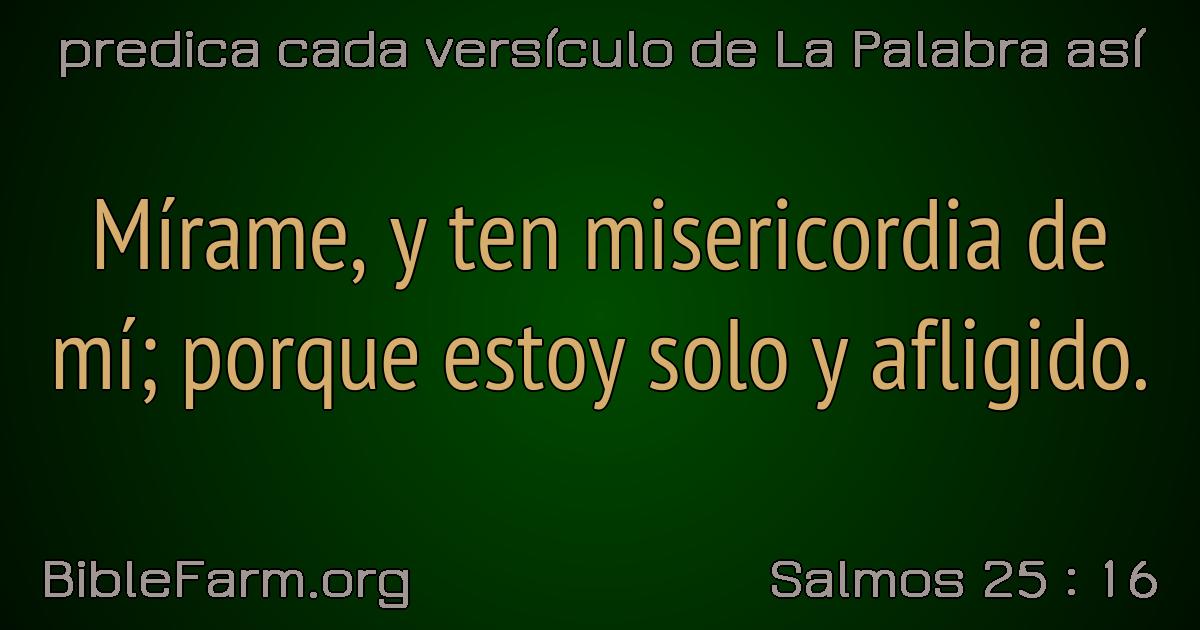 predica cada versículo de La Palabra así
Mírame, y ten misericordia de
mí; porque estoy solo y afligido.
BibleFarm.org
Salmos 25 : 16